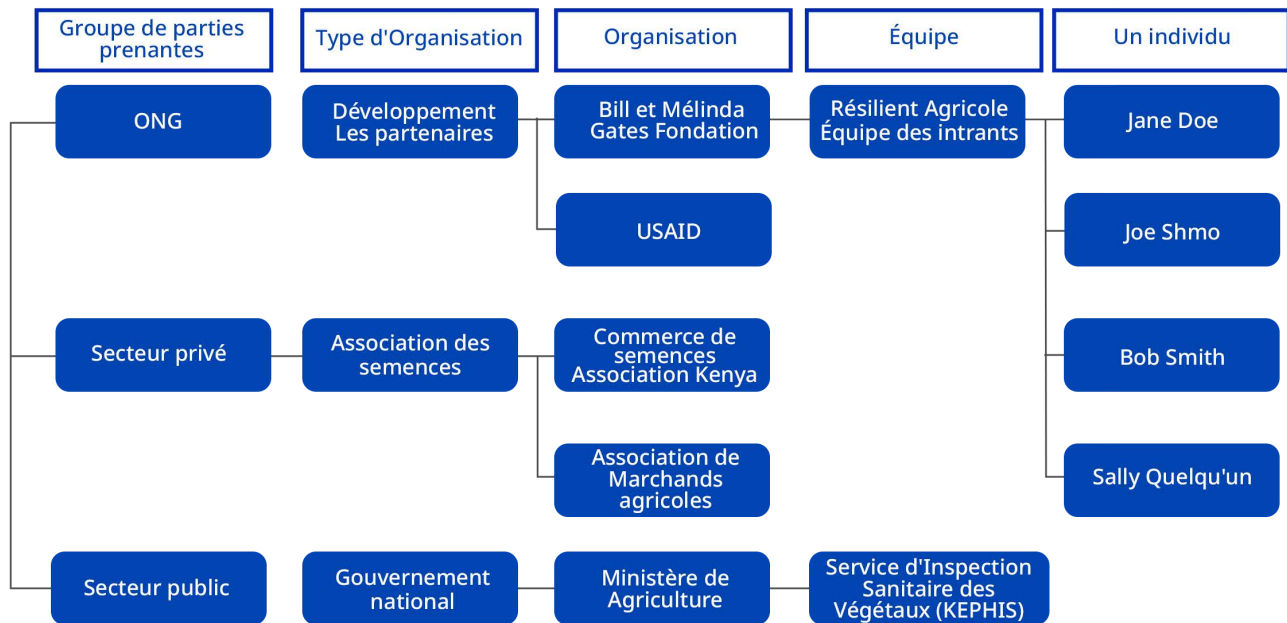 Groupe de parties
prenantes
Type d'Organisation
Organisation
Équipe
Un individu
ONG
Développement
Les partenaires
Bill et Mélinda
Gates Fondation
Résilient Agricole
Équipe des intrants
Jane Doe
USAID
Joe Shmo
Secteur privé
Association des
semences
Commerce de
semences
Association Kenya
Bob Smith
Association de
Marchands
agricoles
Sally Quelqu'un
Secteur public
Gouvernement
national
Ministère de
Agriculture
Service d'Inspection
Sanitaire des
Végétaux (KEPHIS)